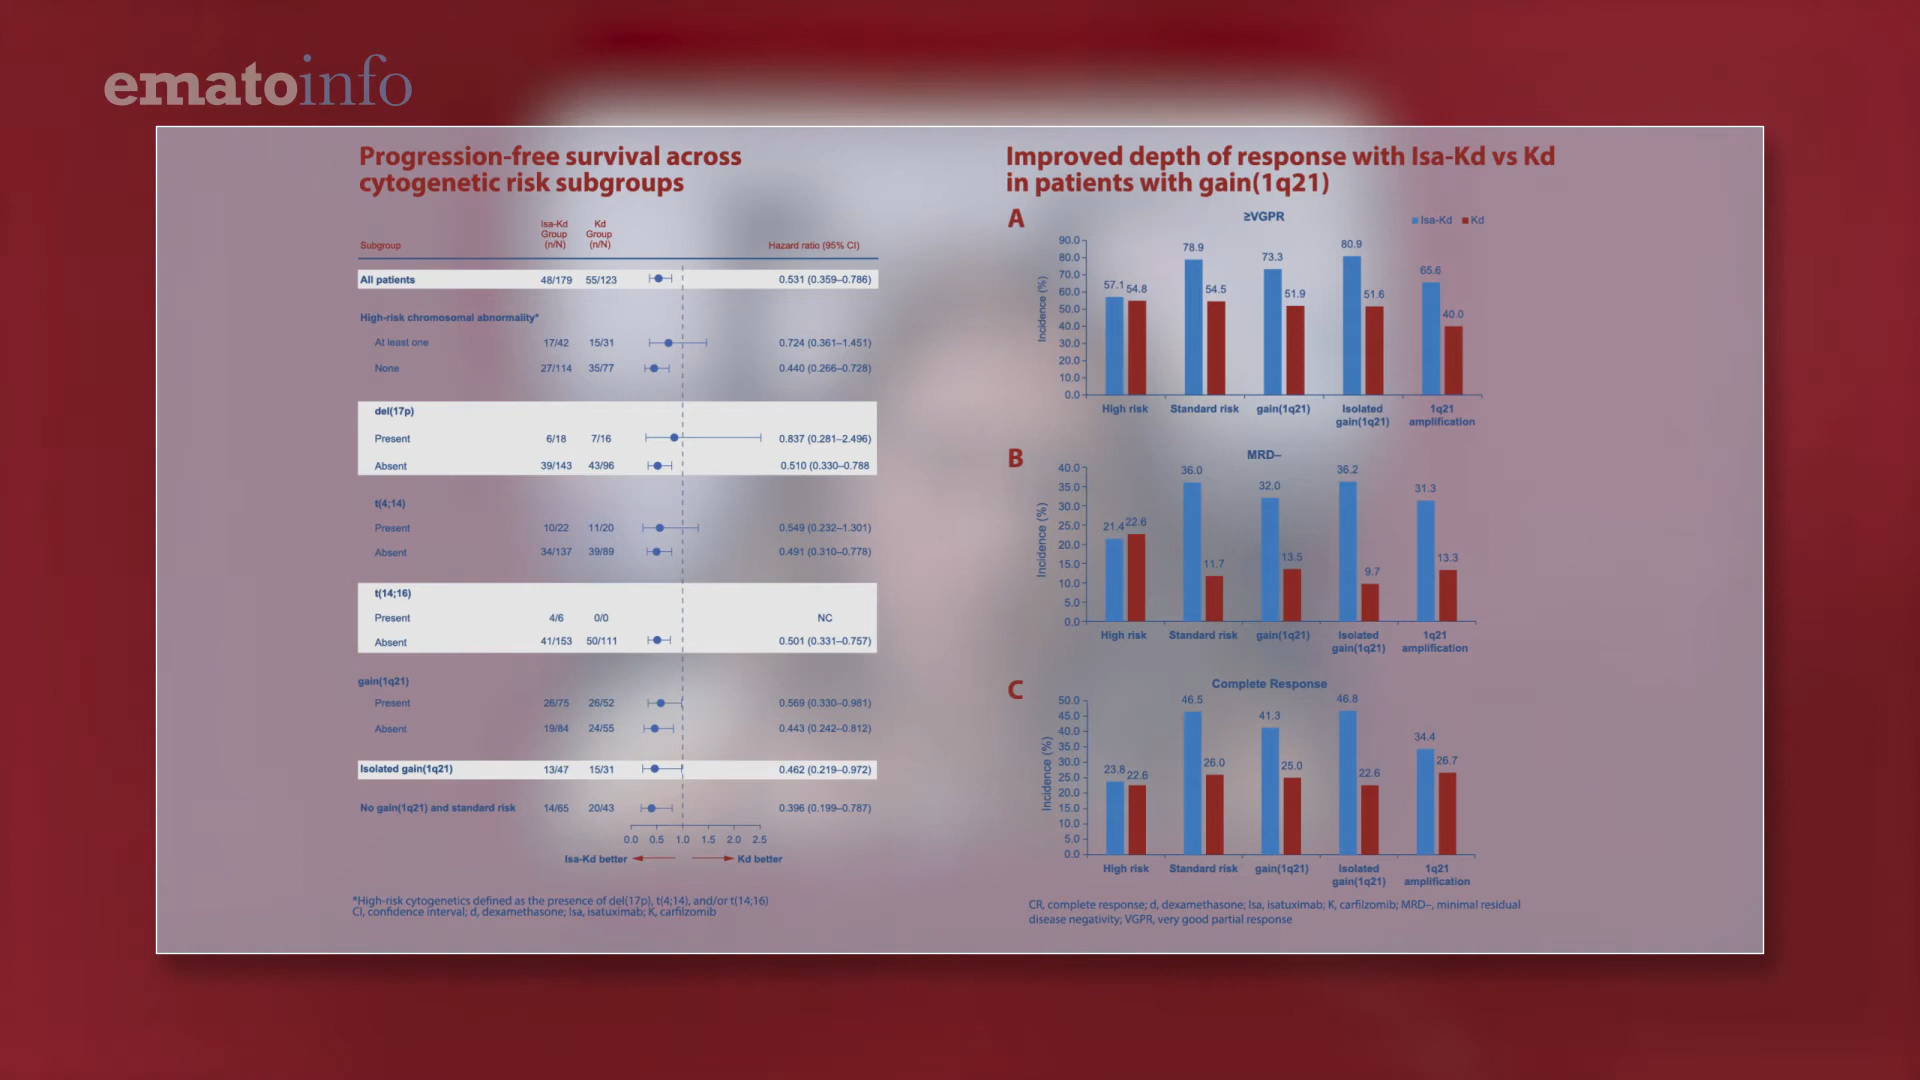 ematoinfo
Progression-free survival across
cytogenetic risk subgroups
Subgroup
Isa-Kd
Group
(n/N)
Kd
Group
(n/N)
Hazard ratio (95% CI)
All patients 48/179 55/123 0.531 (0.359–0.786)
High-risk chromosomal abnormality*
At least one 17/42 15/31 0.724 (0.361–1.451)
None 27/114 35/77 0.440 (0.266–0.728)
del(17p)
Present 6/18 7/16 0.837 (0.281–2.496)
Absent 39/143 43/96 0.510 (0.330–0.788
t(4;14)
Present 10/22 11/20 0.549 (0.232–1.301)
Absent 34/137 39/89 0.491 (0.310–0.778)
t(14;16)
Present 4/6 0/0 NC
Absent 41/153 50/111 0.501 (0.331–0.757)
gain(1q21)
Present 26/75 26/52 0.569 (0.330–0.981)
Absent 19/84 24/55 0.443 (0.242–0.812)
Isolated gain(1q21) 13/47 15/31 0.462 (0.219–0.972)
No gain(1q21) and standard risk 14/65 20/43 0.396 (0.199–0.787)
0.0 0.5 1.0 1.5 2.0 2.5
Isa-Kd better Kd better
*High-risk cytogenetics defined as the presence of del(17p), t(4;14), and/or t(14;16)
CI, confidence interval; d, dexamethasone; Isa, isatuximab; K, carfilzomib
Improved depth of response with Isa-Kd vs Kd
in patients with gain(1q21)
A
≥VGPR
Isa-Kd Kd
Incidence (%)
90.0
80.0
70.0
60.0
50.0
40.0
30.0
20.0
10.0
0.0
57.1 54.8 78.9 54.5 73.3 51.9 80.9 51.6 65.6 40.0
High risk Standard risk gain(1q21) Isolated gain(1q21) 1q21 amplification
B
MRD–
Incidence (%)
40.0
35.0
30.0
25.0
20.0
15.0
10.0
5.0
0.0
21.4 22.6 36.0 11.7 32.0 13.5 36.2 9.7 31.3 13.3
High risk Standard risk gain(1q21) Isolated gain(1q21) 1q21 amplification
C
Complete Response
Incidence (%)
50.0
45.0
40.0
35.0
30.0
25.0
20.0
15.0
10.0
5.0
0.0
23.8 22.6 46.5 26.0 41.3 25.0 46.8 22.6 34.4 26.7
High risk Standard risk gain(1q21) Isolated gain(1q21) 1q21 amplification
CR, complete response; d, dexamethasone; Isa, isatuximab; K, carfilzomib; MRD–, minimal residual
disease negativity; VGPR, very good partial response